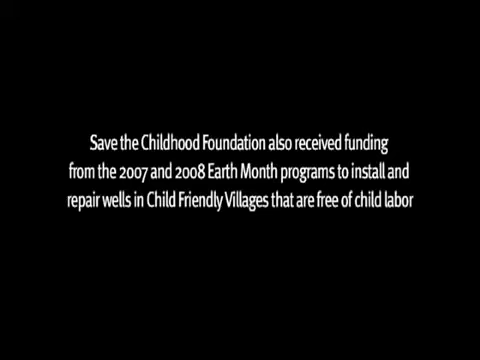 Save the Childhood Foundation also received funding
from the 2007 and 2008 Earth Month programs to install and
repair wells in Child Friendly Villages that are free of child labor